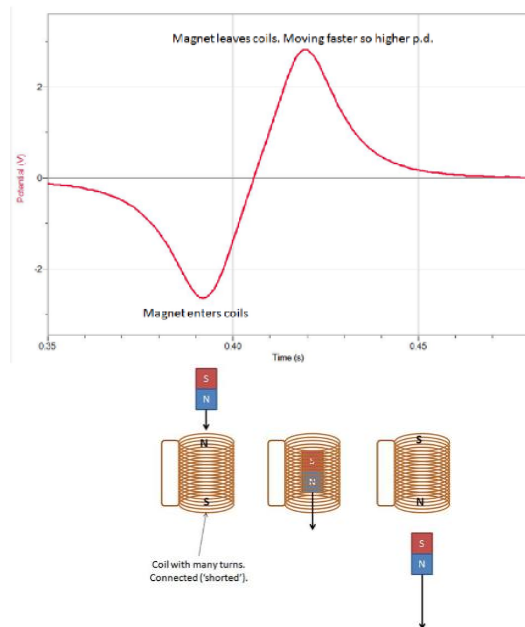 Magnet leaves coils. Moving faster so higher p.d.
2
0
-2
Potential (V)
Magnet enters coils
0.35
0.40
0.45
Time (s)
S
N
N
S
S
N
S
N
S
N
Coil with many turns.
Connected ('shorted').